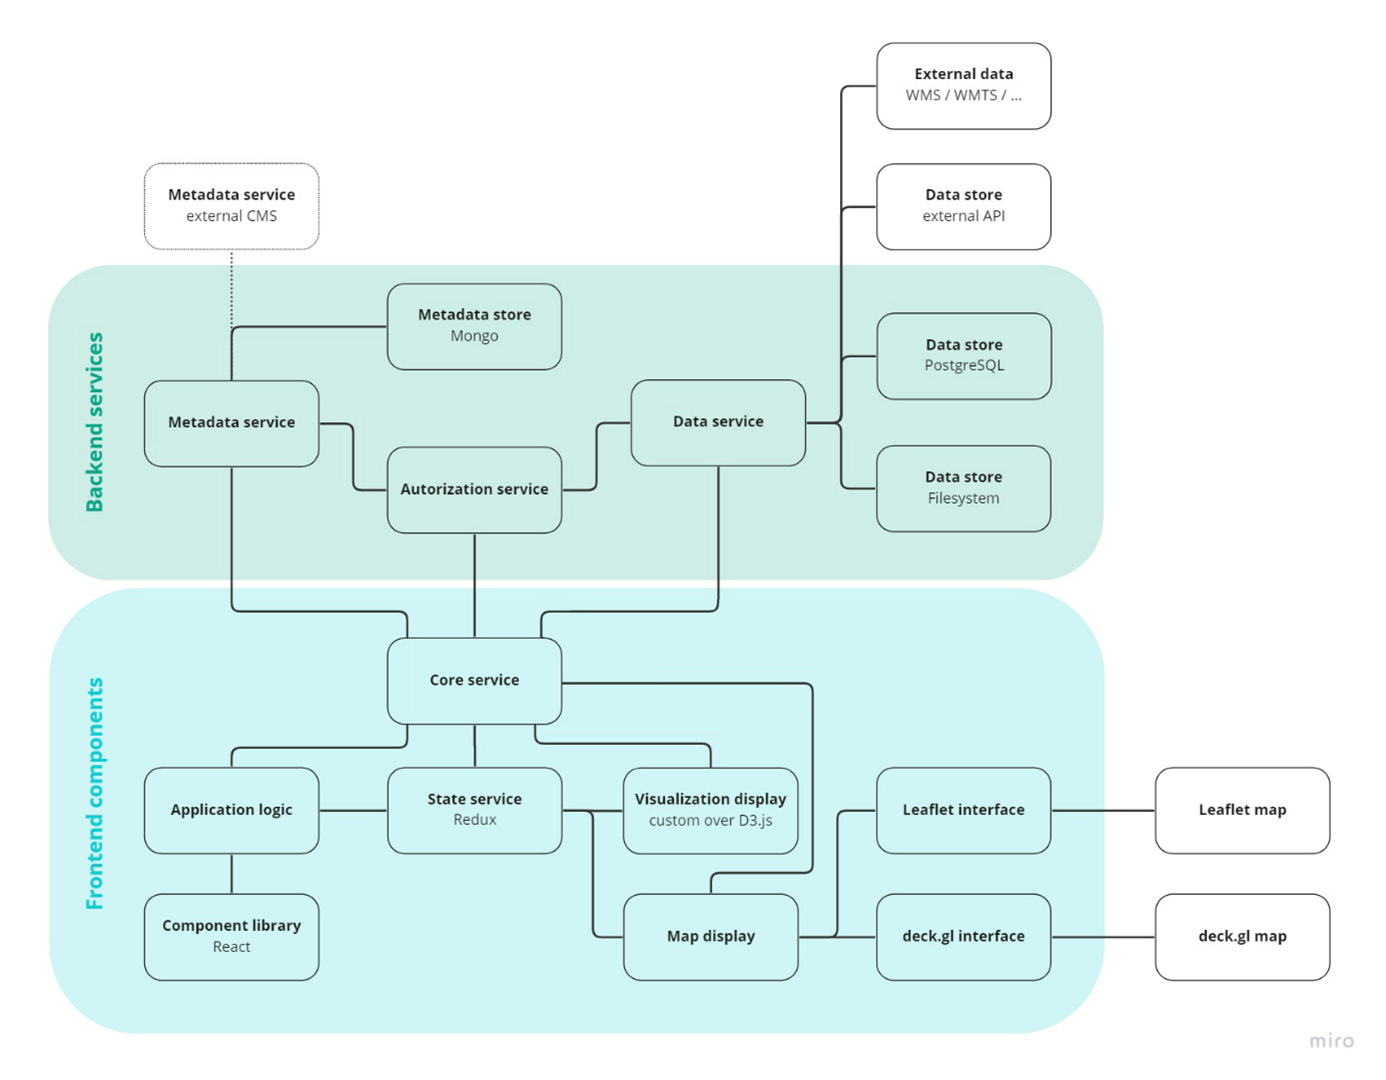 External data
WMS / WMTS / ...
Metadata service
external CMS
Data store
external API
Backend services
Metadata store
Mongo
Data store
PostgreSQL
Metadata service
Data service
Autorization service
Data store
Filesystem
Frontend components
Core service
Application logic
State service
Redux
Visualization display
custom over D3.js
Leaflet interface
Leaflet map
Component library
React
Map display
deck.gl interface
deck.gl map
miro